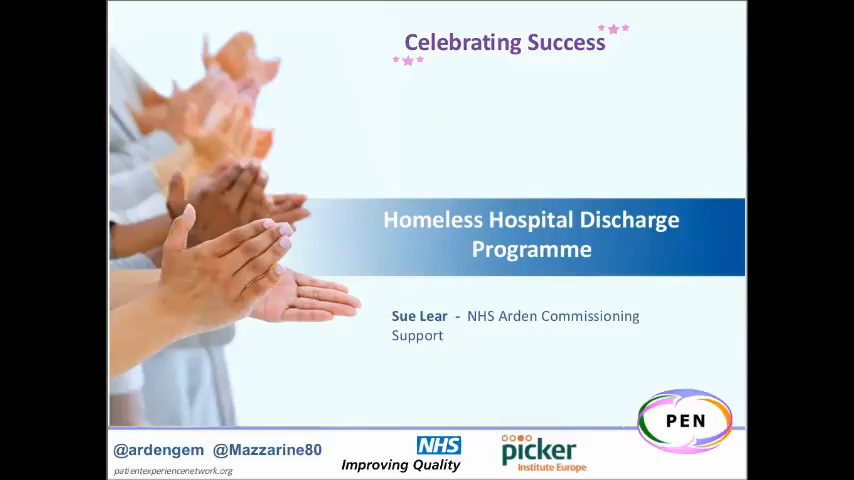 Celebrating Success
Homeless Hospital Discharge
Programme
Sue Lear - NHS Arden Commissioning
Support
PEN
@ardengem @Mazzarine80
NHS
Improving Quality
picker
Institute Europe
patientexperiencenetwork.org